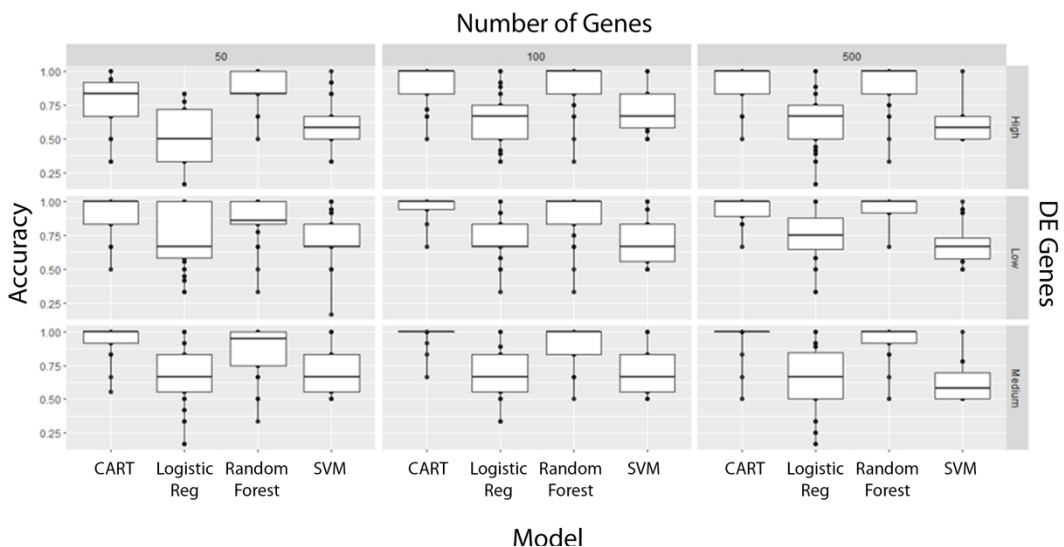 Number of Genes
50 100 500
1.00
0.75
0.50
0.25
High
1.00
0.75
0.50
0.25
Low
1.00
0.75
0.50
0.25
Medium
Accuracy
DE Genes
CART Logistic Random SVM CART Logistic Random SVM CART Logistic Random SVM
Reg Forest Reg Forest Reg Forest
Model